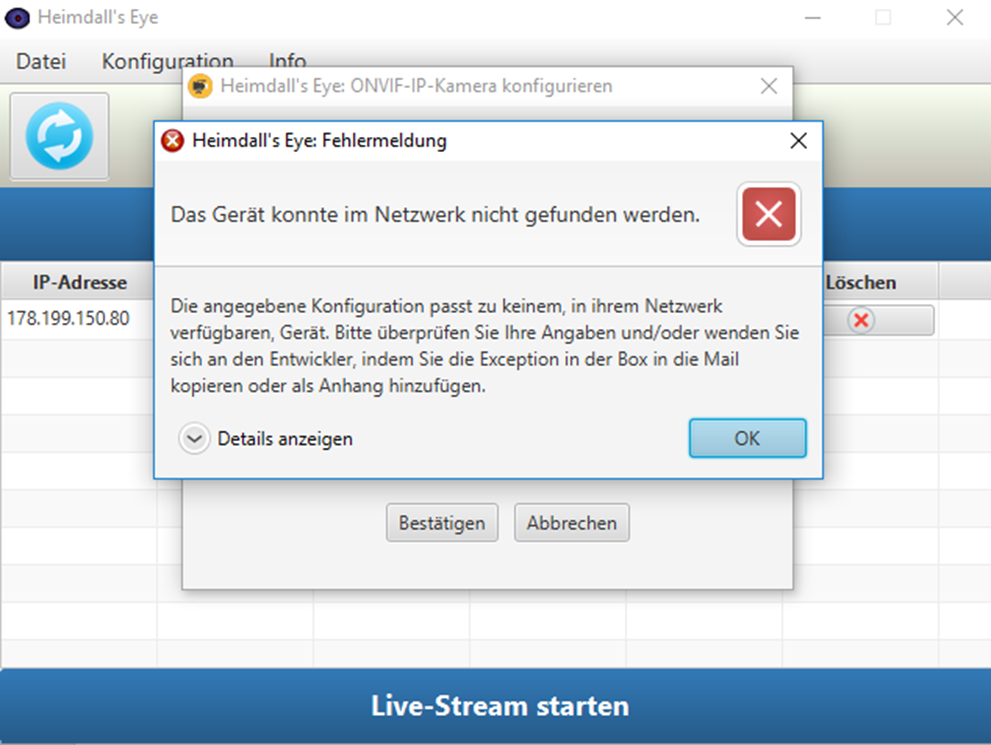 Heimdall's Eye
Datei Konfiguration Info
Heimdall's Eye: ONVIF-IP-Kamera konfigurieren
Heimdall's Eye: Fehlermeldung
Das Gerät konnte im Netzwerk nicht gefunden werden.
IP-Adresse
Löschen
178.199.150.80
Die angegebene Konfiguration passt zu keinem, in ihrem Netzwerk
verfügbaren, Gerät. Bitte überprüfen Sie Ihre Angaben und/oder wenden Sie
sich an den Entwickler, indem Sie die Exception in der Box in die Mail
kopieren oder als Anhang hinzufügen.
Details anzeigen
OK
Bestätigen Abbrechen
Live-Stream starten